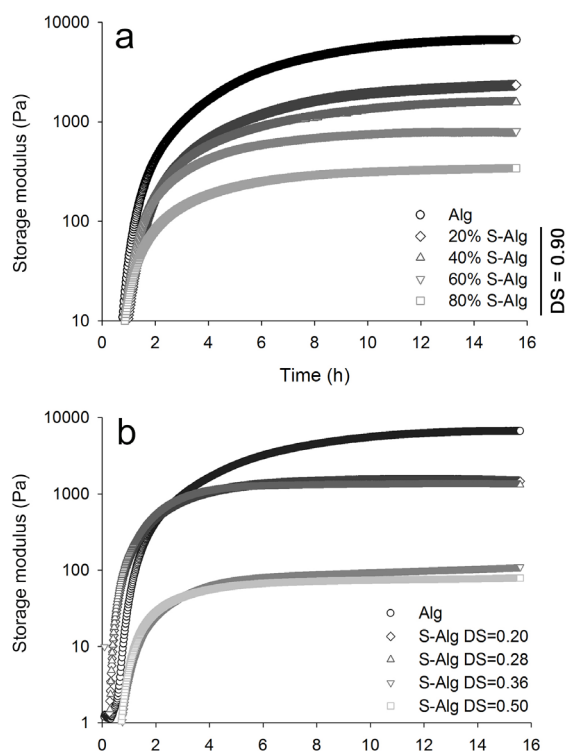 a
10000
1000
100
10
Storage modulus (Pa)
Alg
20% S-Alg
40% S-Alg
60% S-Alg
80% S-Alg
DS = 0.90
0 2 4 6 8 10 12 14 16
Time (h)
b
10000
1000
100
10
1
Storage modulus (Pa)
Alg
S-Alg DS=0.20
S-Alg DS=0.28
S-Alg DS=0.36
S-Alg DS=0.50
0 2 4 6 8 10 12 14 16